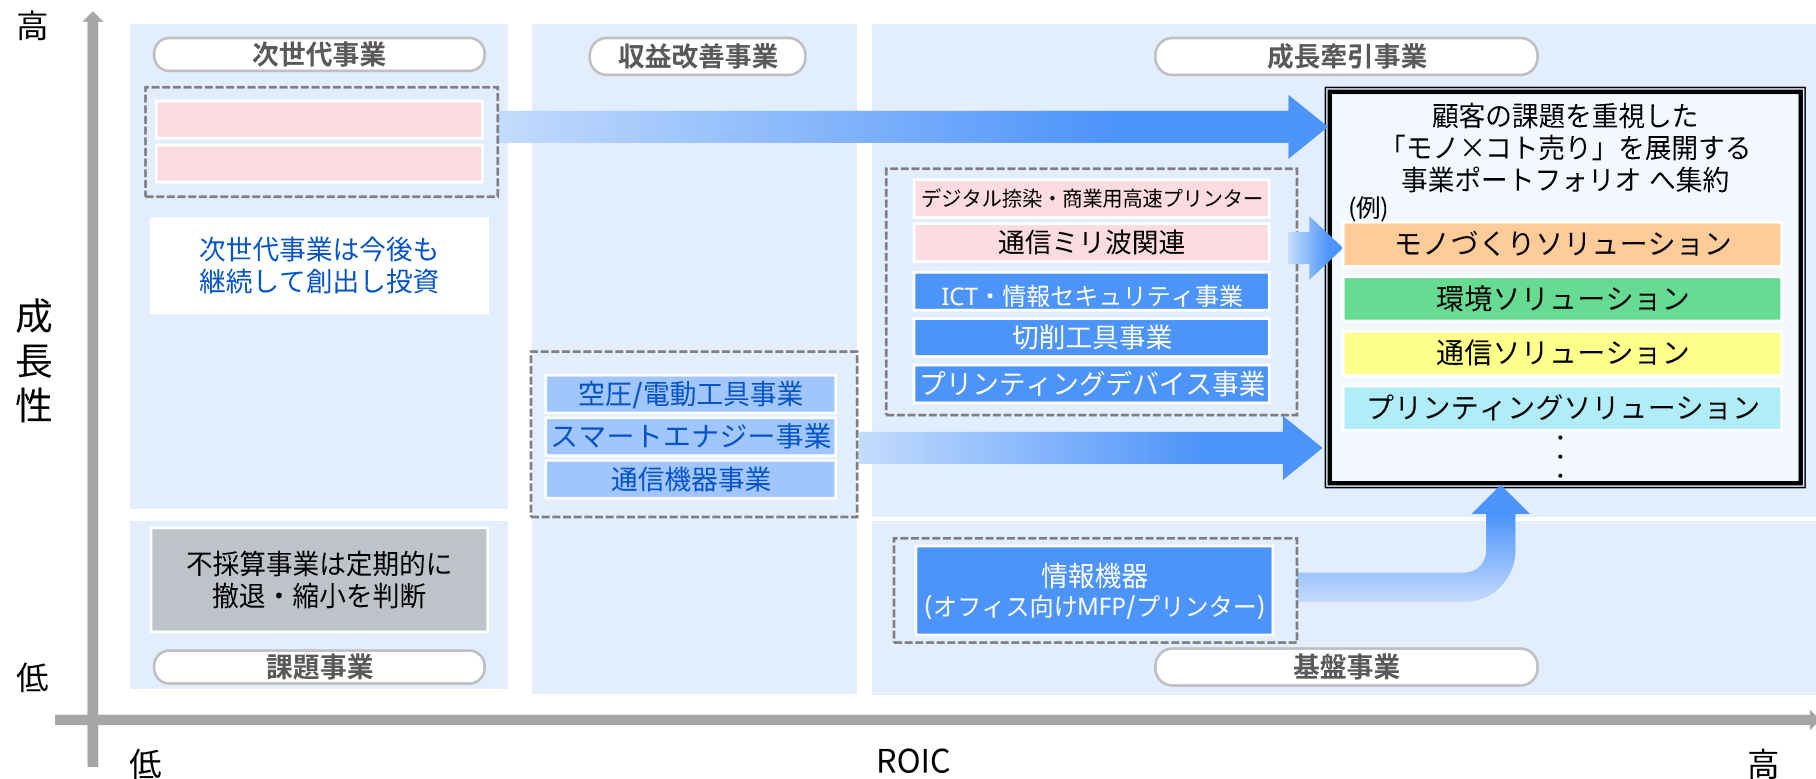 高
成
長
性
低
低
ROIC
高
次世代事業
次世代事業は今後も
継続して創出し投資
不採算事業は定期的に
撤退・縮小を判断
課題事業
収益改善事業
空圧/電動工具事業
スマートエナジー事業
通信機器事業
成長牽引事業
デジタル捺染・商業用高速プリンター
通信ミリ波関連
ICT・情報セキュリティ事業
切削工具事業
プリンティングデバイス事業
顧客の課題を重視した
「モノ×コト売り」を展開する
事業ポートフォリオ へ集約
(例)
モノづくりソリューション
環境ソリューション
通信ソリューション
プリンティングソリューション
・
・
・
情報機器
(オフィス向けMFP/プリンター)
基盤事業